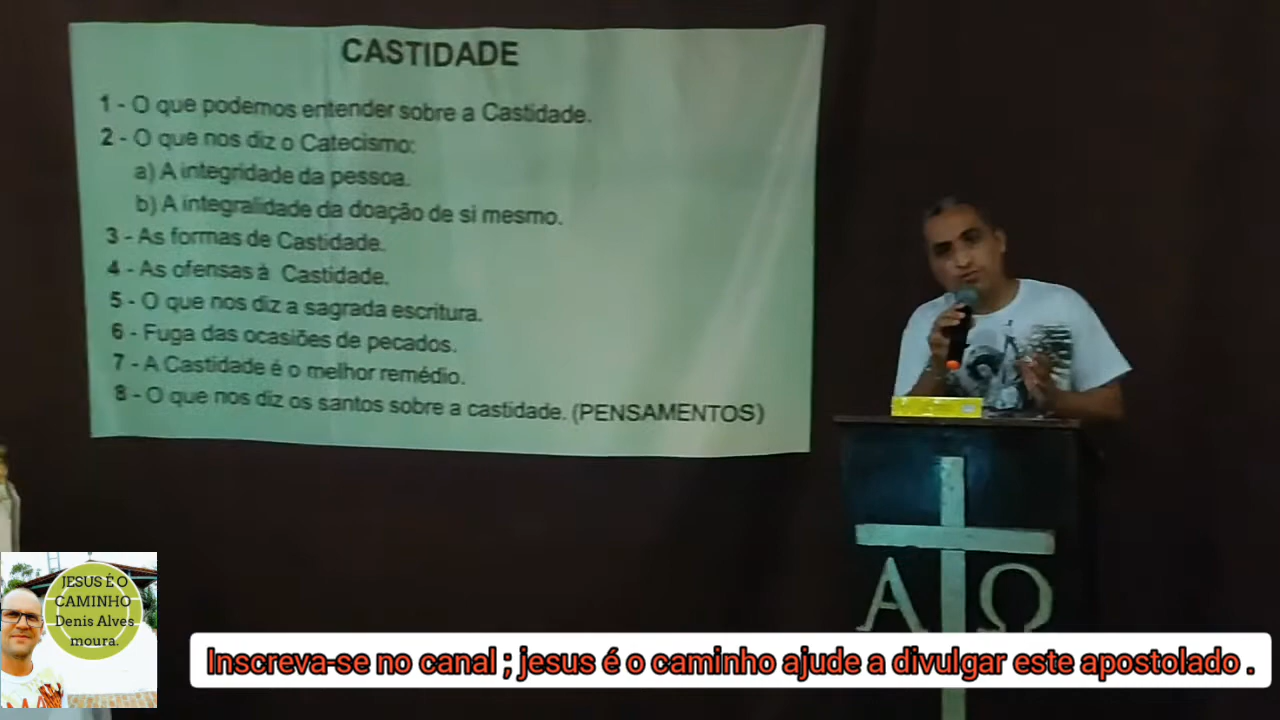 CASTIDADE
1 - O que podemos entender sobre a Castidade.
2 - O que nos diz o Catecismo:
a) A integridade da pessoa.
b) A integralidade da doação de si mesmo.
3 - As formas de Castidade.
4 - As ofensas à Castidade.
5 - O que nos diz a sagrada escritura.
6 - Fuga das ocasiões de pecados.
7 - A Castidade é o melhor remédio.
8 - O que nos diz os santos sobre a castidade. (PENSAMENTOS)
Α Ω
JESUS É O
CAMINHO
Denis Alves
moura.
Inscreva-se no canal ; jesus é o caminho ajude a divulgar este apostolado .